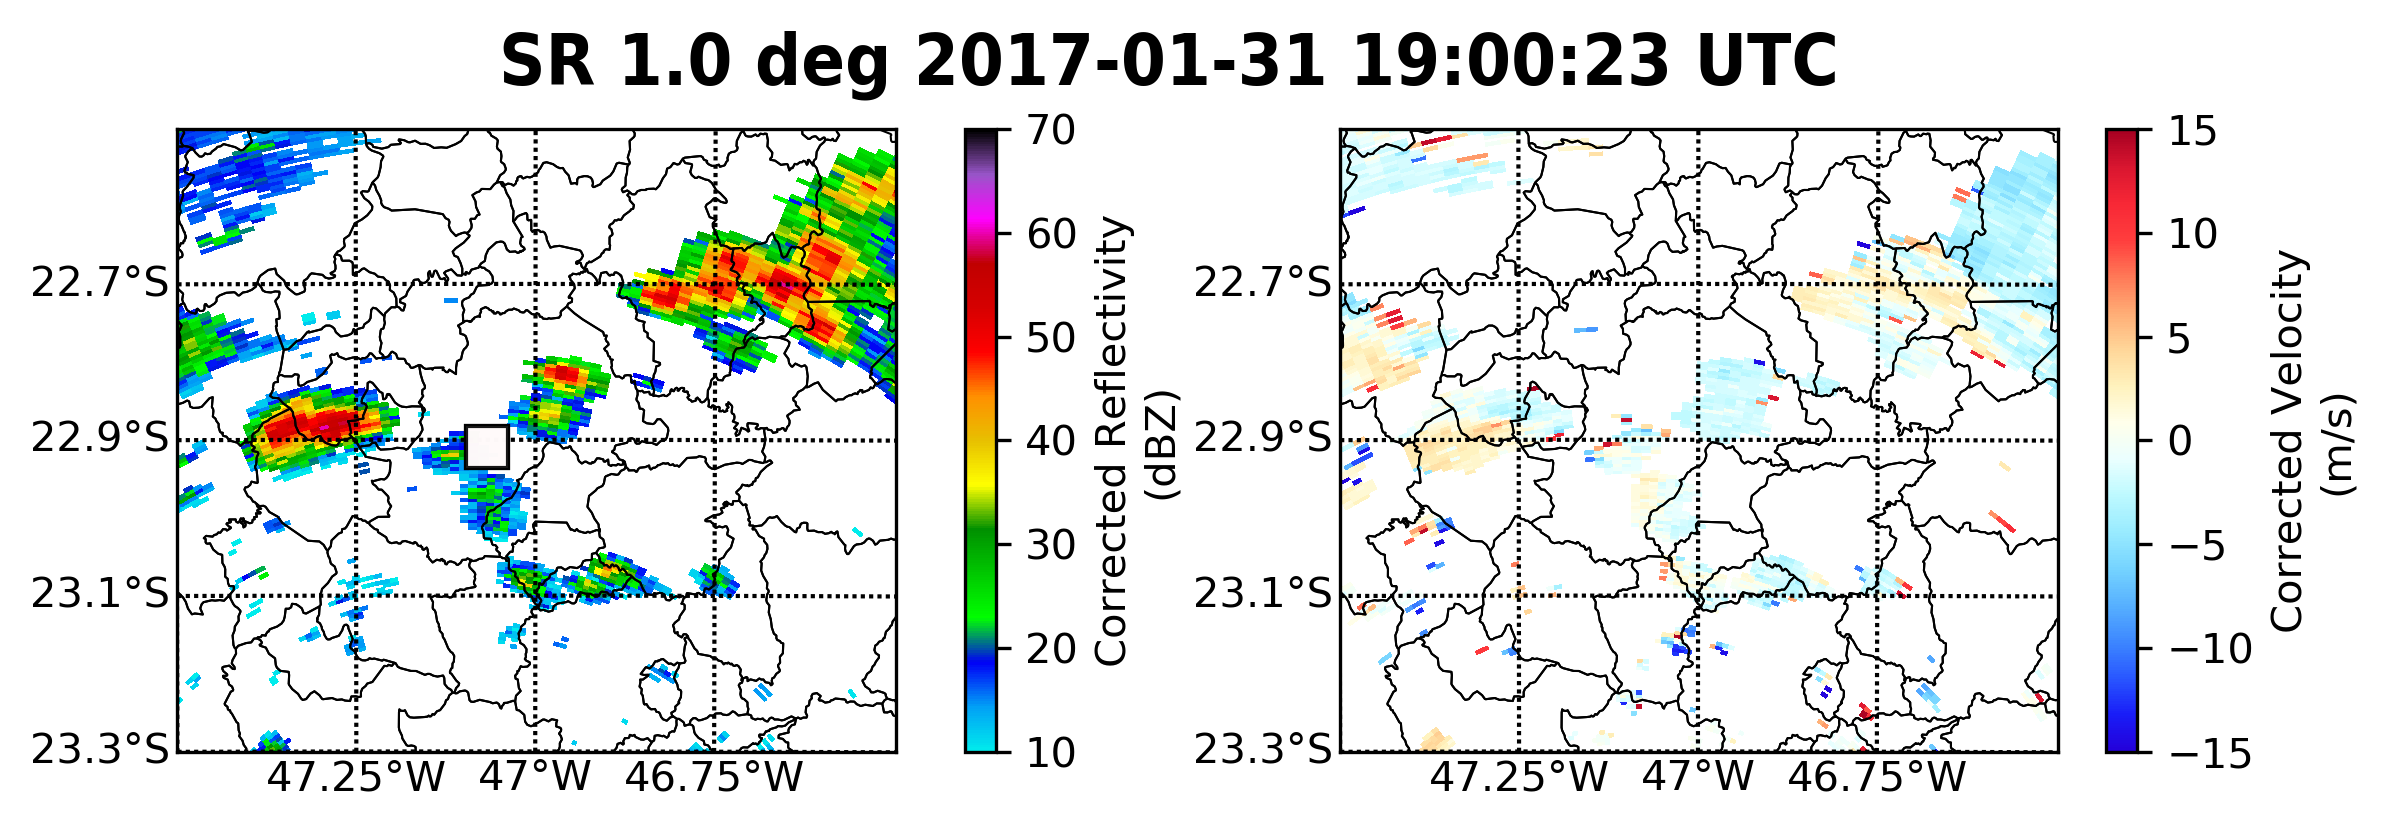 SR 1.0 deg 2017-01-31 19:00:23 UTC
22.7°S
22.9°S
23.1°S
23.3°S
47.25°W
47°W
46.75°W
70
60
50
40
30
20
10
Corrected Reflectivity
(dBZ)
22.7°S
22.9°S
23.1°S
23.3°S
47.25°W
47°W
46.75°W
15
10
5
0
−5
−10
−15
Corrected Velocity
(m/s)